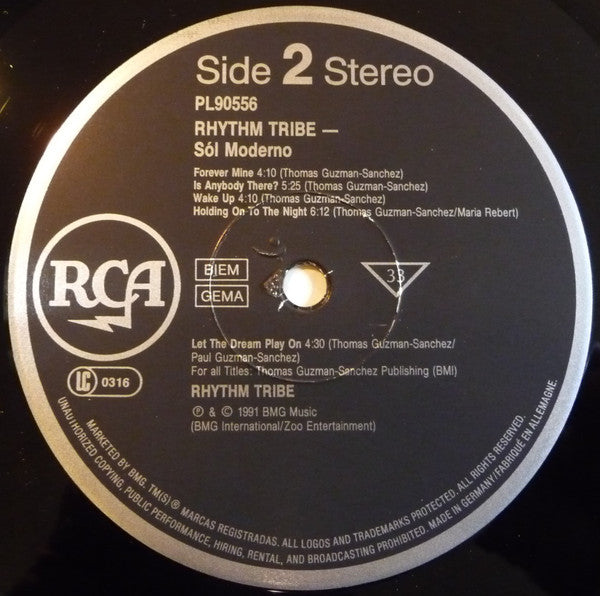 Side 2 Stereo
PL90556
RHYTHM TRIBE —
Sól Moderno
Forever Mine 4:10 (Thomas Guzman-Sanchez)
Is Anybody There? 5:25 (Thomas Guzman-Sanchez)
Wake Up 4:10 (Thomas Guzman-Sanchez)
Holding On To The Night 6:12 (Thomas Guzman-Sanchez/Maria Rebert)
RCA
BIEM
GEMA
33
Let The Dream Play On 4:30 (Thomas Guzman-Sanchez/
Paul Guzman-Sanchez)
For all Titles: Thomas Guzman-Sanchez Publishing (BMI)
LC 0316
RHYTHM TRIBE
℗ & © 1991 BMG Music
(BMG International/Zoo Entertainment)
MARKETED BY BMG. TM(S) ® MARCAS REGISTRADAS. ALL LOGOS AND TRADEMARKS PROTECTED. ALL RIGHTS RESERVED.
UNAUTHORIZED COPYING, PUBLIC PERFORMANCE, HIRING, RENTAL, AND BROADCASTING PROHIBITED. MADE IN GERMANY/FABRIQUÉ EN ALLEMAGNE.